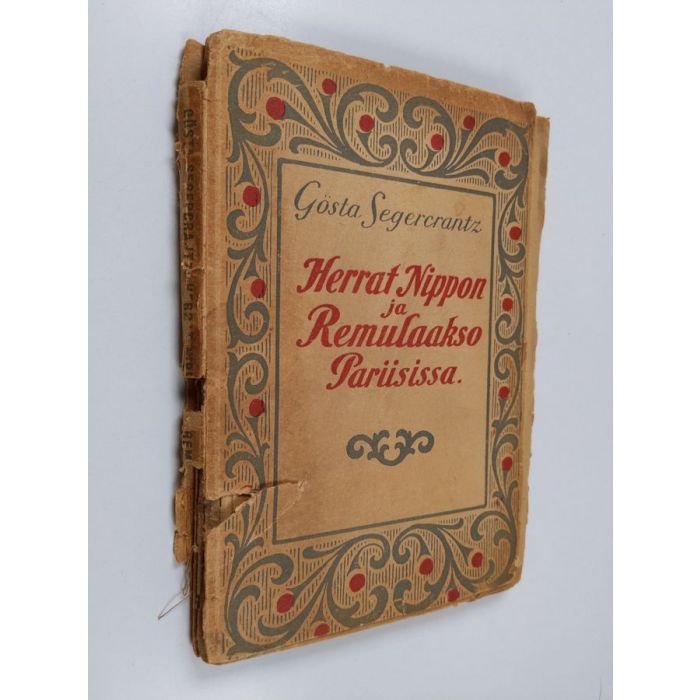 Gösta Segercrantz
Herrat Nippon
ja
Remulaakso
Pariisissa.